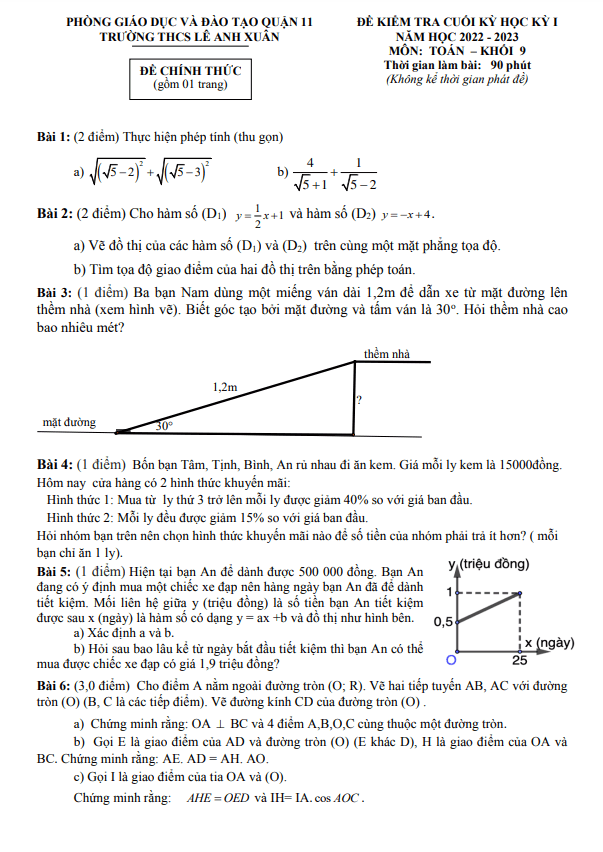 PHÒNG GIÁO DỤC VÀ ĐÀO TẠO QUẬN 11
TRƯỜNG THCS LÊ ANH XUÂN
ĐỀ CHÍNH THỨC
(gồm 01 trang)
ĐỀ KIỂM TRA CUỐI KỲ HỌC KỲ I
NĂM HỌC 2022 - 2023
MÔN: TOÁN – KHỐI 9
Thời gian làm bài: 90 phút
(Không kể thời gian phát đề)
Bài 1: (2 điểm) Thực hiện phép tính (thu gọn)
a) √((√5−2)²) + √((√5−3)²) b) 4/(√5+1) + 1/(√5−2)
Bài 2: (2 điểm) Cho hàm số (D₁) y = 1/2 x + 1 và hàm số (D₂) y = −x + 4.
a) Vẽ đồ thị của các hàm số (D₁) và (D₂) trên cùng một mặt phẳng tọa độ.
b) Tìm tọa độ giao điểm của hai đồ thị trên bằng phép toán.
Bài 3: (1 điểm) Ba bạn Nam dùng một miếng ván dài 1,2m để dẫn xe từ mặt đường lên
thềm nhà (xem hình vẽ). Biết góc tạo bởi mặt đường và tấm ván là 30°. Hỏi thềm nhà cao
bao nhiêu mét?
thềm nhà
1,2m
?
mặt đường
30°
Bài 4: (1 điểm) Bốn bạn Tâm, Tịnh, Bình, An rủ nhau đi ăn kem. Giá mỗi ly kem là 15000đồng.
Hôm nay cửa hàng có 2 hình thức khuyến mãi:
Hình thức 1: Mua từ ly thứ 3 trở lên mỗi ly được giảm 40% so với giá ban đầu.
Hình thức 2: Mỗi ly đều được giảm 15% so với giá ban đầu.
Hỏi nhóm bạn trên nên chọn hình thức khuyến mãi nào để số tiền của nhóm phải trả ít hơn? ( mỗi
bạn chỉ ăn 1 ly).
Bài 5: (1 điểm) Hiện tại bạn An để dành được 500 000 đồng. Bạn An
đang có ý định mua một chiếc xe đạp nên hàng ngày bạn An đã để dành
tiết kiệm. Mối liên hệ giữa y (triệu đồng) là số tiền bạn An tiết kiệm
được sau x (ngày) là hàm số có dạng y = ax +b và đồ thị như hình bên.
a) Xác định a và b.
b) Hỏi sau bao lâu kể từ ngày bắt đầu tiết kiệm thì bạn An có thể
mua được chiếc xe đạp có giá 1,9 triệu đồng?
y (triệu đồng)
1
0,5
x (ngày)
O
25
Bài 6: (3,0 điểm) Cho điểm A nằm ngoài đường tròn (O; R). Vẽ hai tiếp tuyến AB, AC với đường
tròn (O) (B, C là các tiếp điểm). Vẽ đường kính CD của đường tròn (O) .
a) Chứng minh rằng: OA ⊥ BC và 4 điểm A,B,O,C cùng thuộc một đường tròn.
b) Gọi E là giao điểm của AD và đường tròn (O) (E khác D), H là giao điểm của OA và
BC. Chứng minh rằng: AE. AD = AH. AO.
c) Gọi I là giao điểm của tia OA và (O).
Chứng minh rằng: AHE = OED và IH= IA. cos AOC .